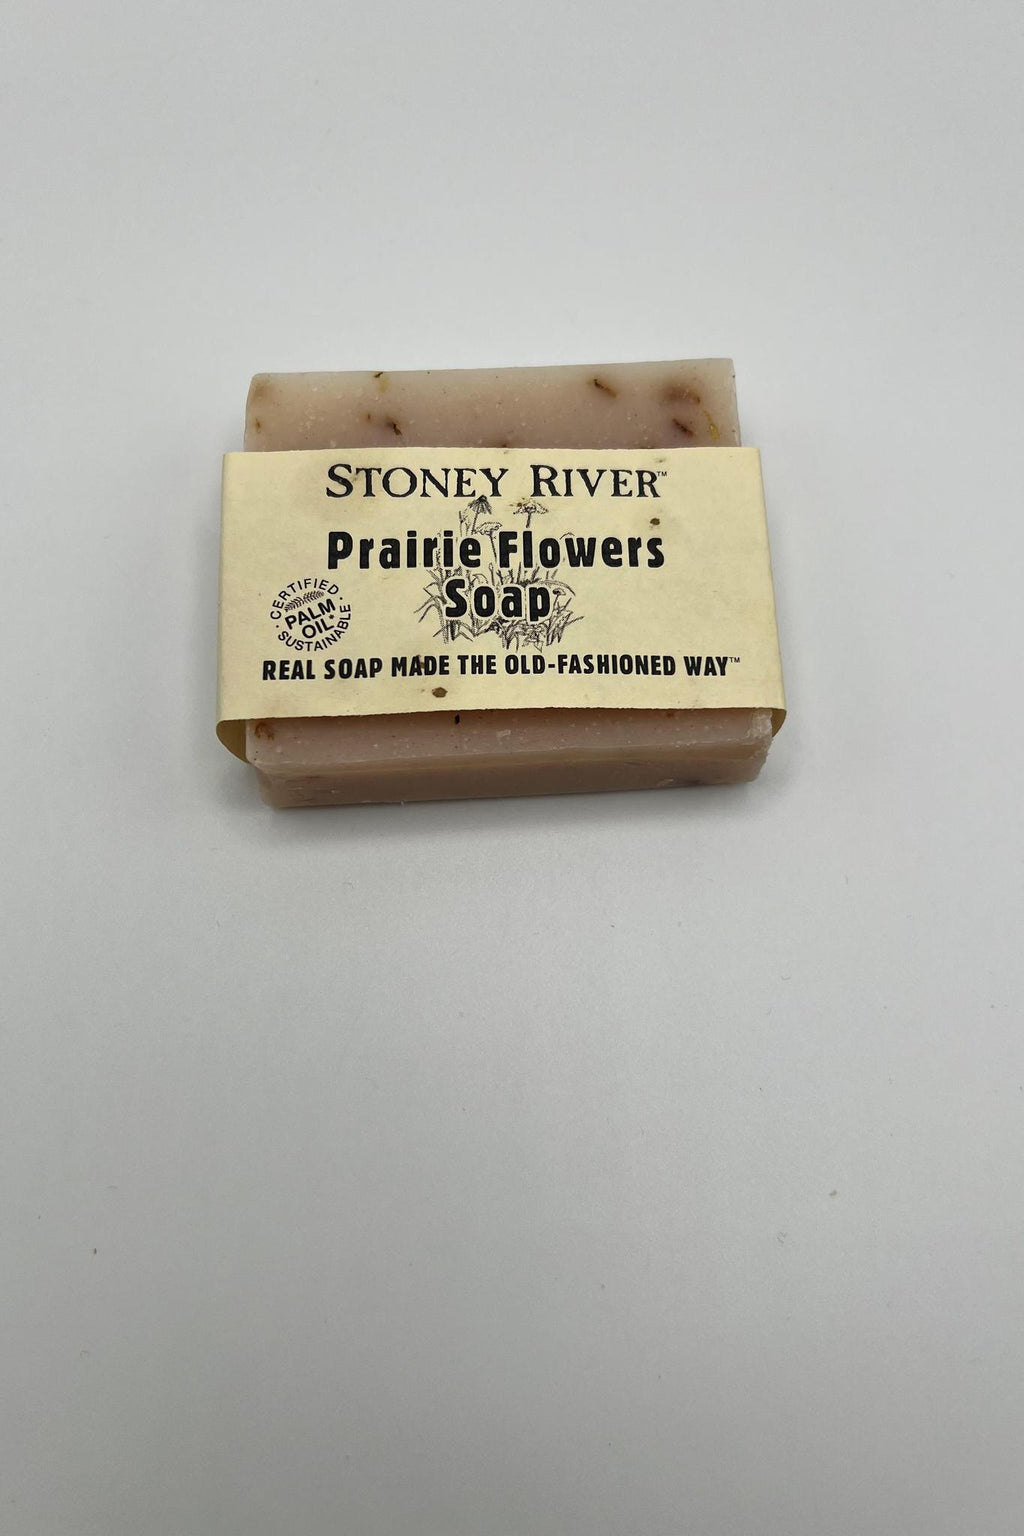 STONEY RIVER™
Prairie Flowers
Soap
CERTIFIED
PALM
OIL*
SUSTAINABLE
REAL SOAP MADE THE OLD-FASHIONED WAY™